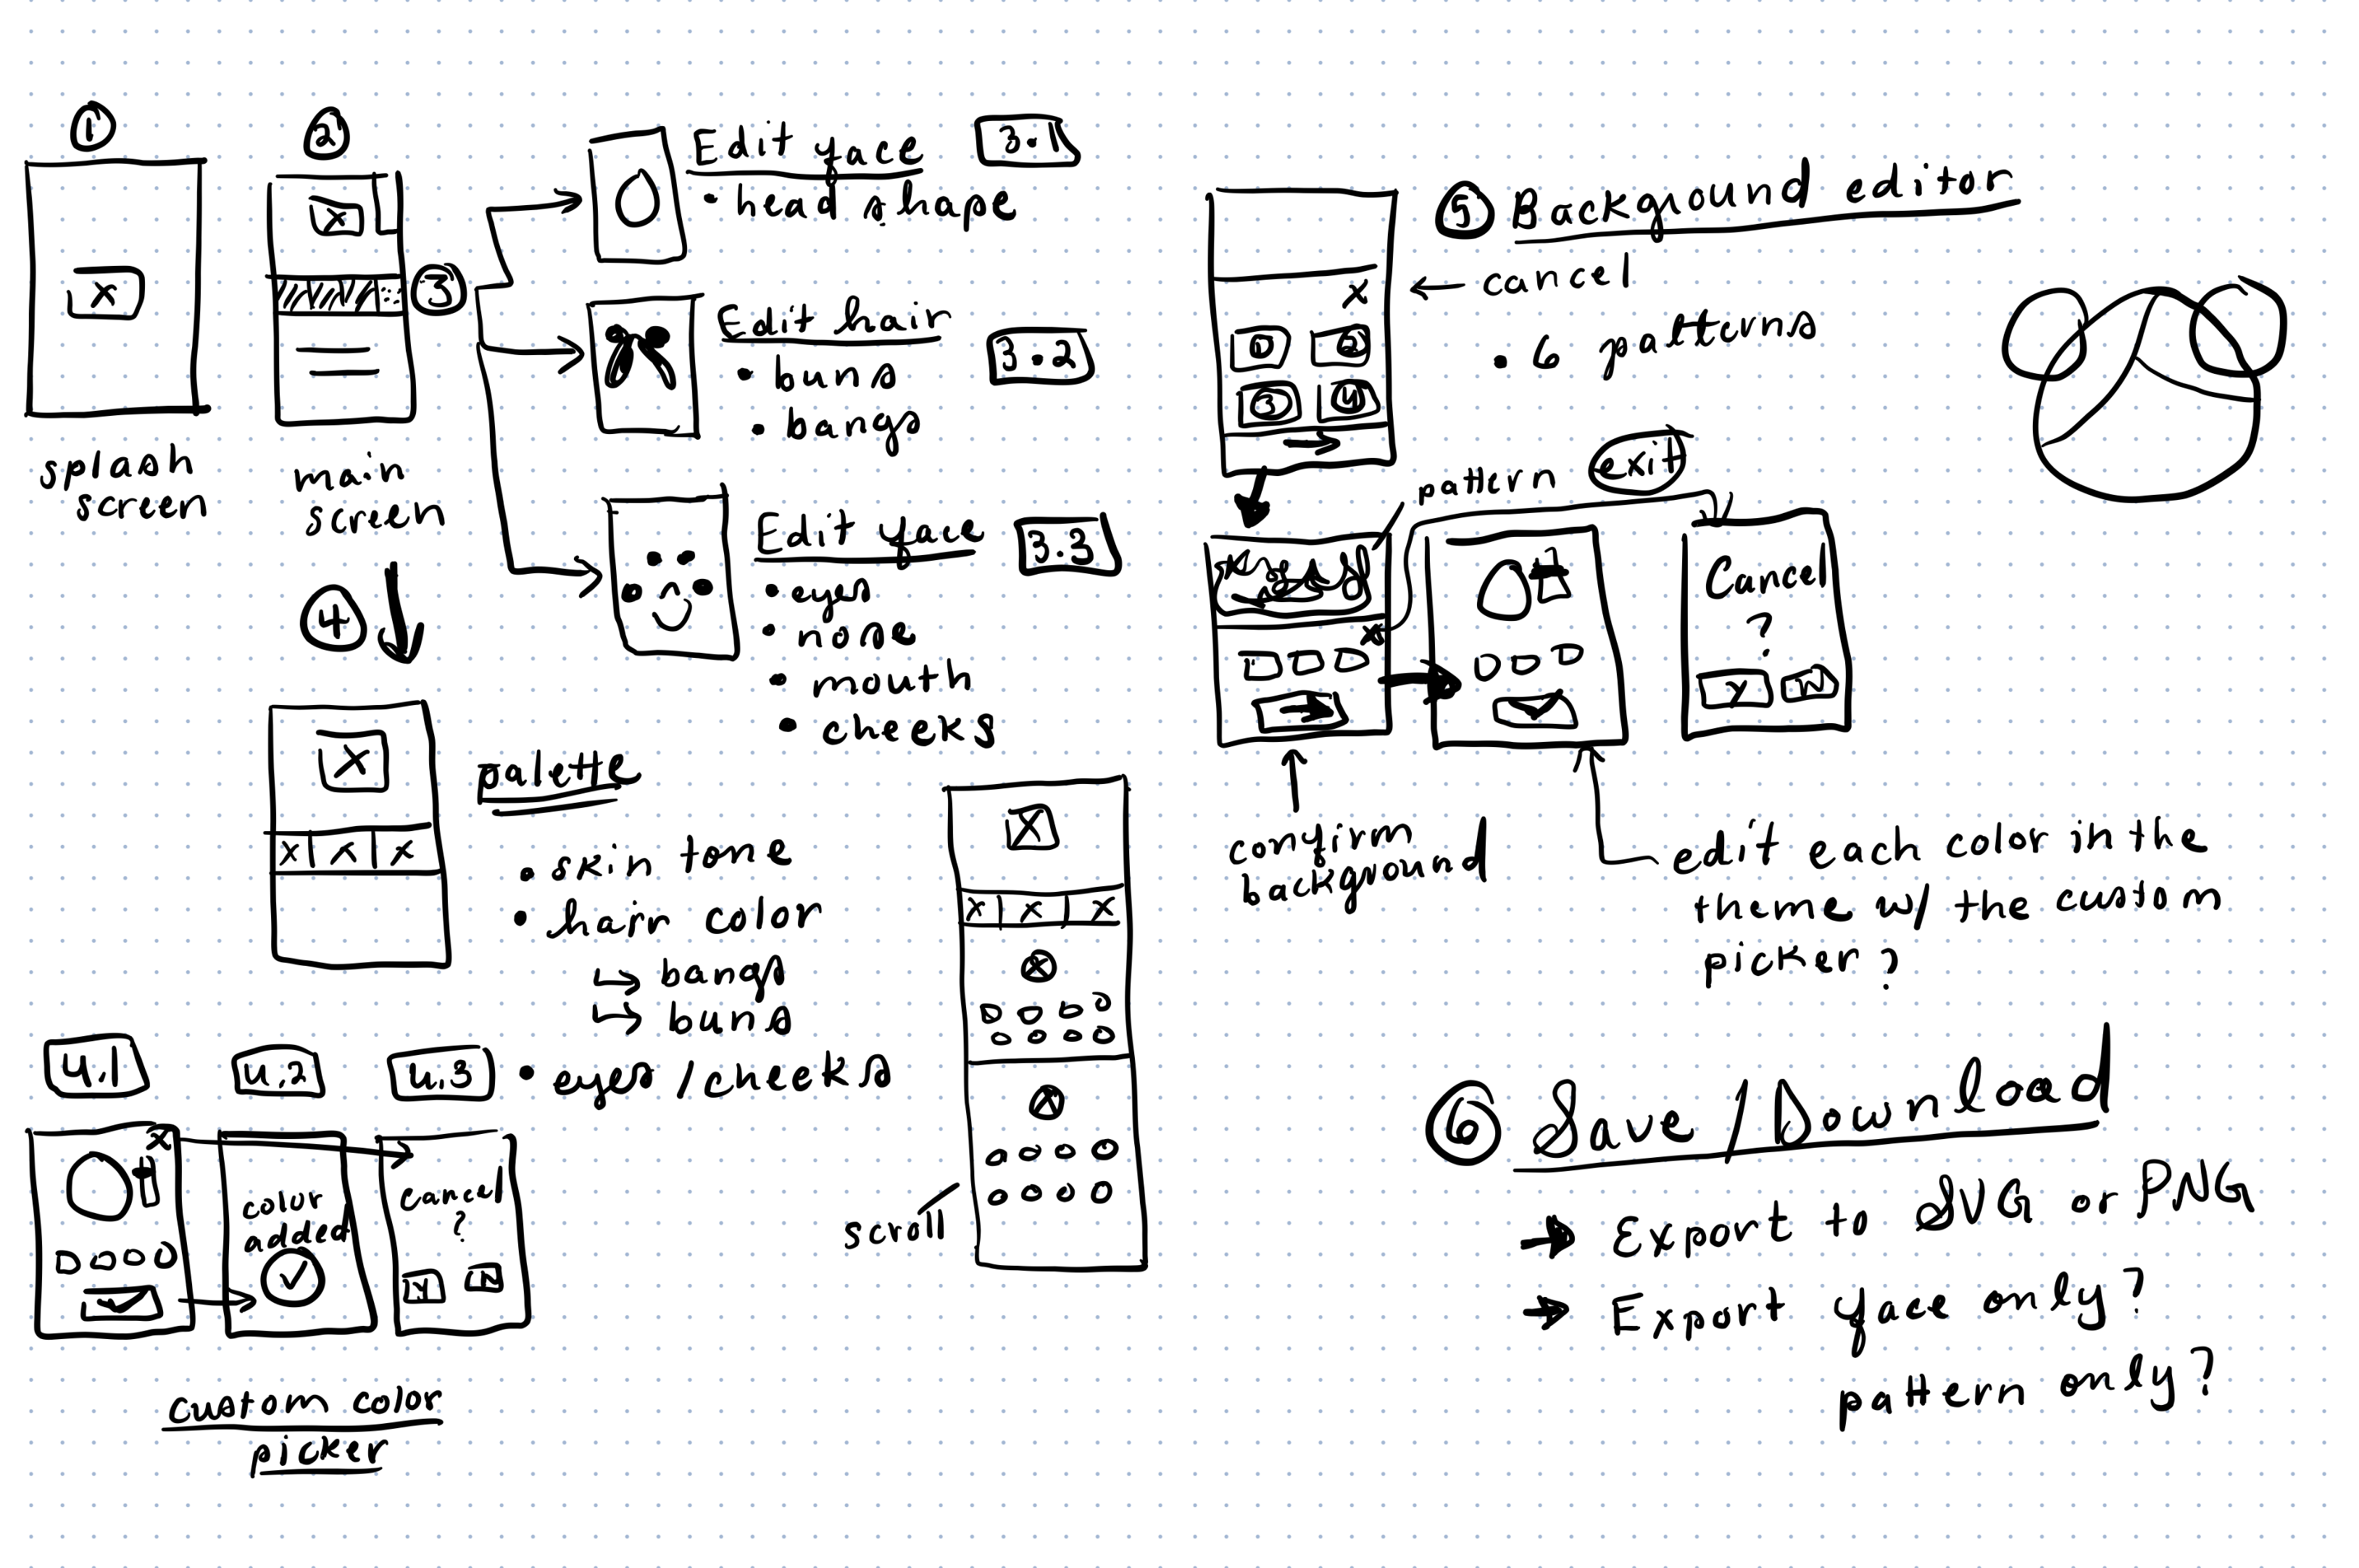 1
splash
screen
2
X
main
screen
3
Edit face
• head shape
3.1
Edit hair
• buns
• bangs
3.2
Edit face
• eyes
• nose
• mouth
• cheeks
3.3
4
X
X X X
palette
• skin tone
• hair color
↳ bangs
↳ buns
• eyes / cheeks
4.1
4.2
4.3
X
color
added
cancel
?
Y N
custom color
picker
X
X X X
X
X
scroll
5 Background editor
← cancel
• 6 patterns
X
1 2
3 4
pattern
exit
X
Cancel
?
Y N
confirm
background
edit each color in the
theme w/ the custom
picker?
6 Save / Download
→ Export to SVG or PNG
→ Export face only?
pattern only?